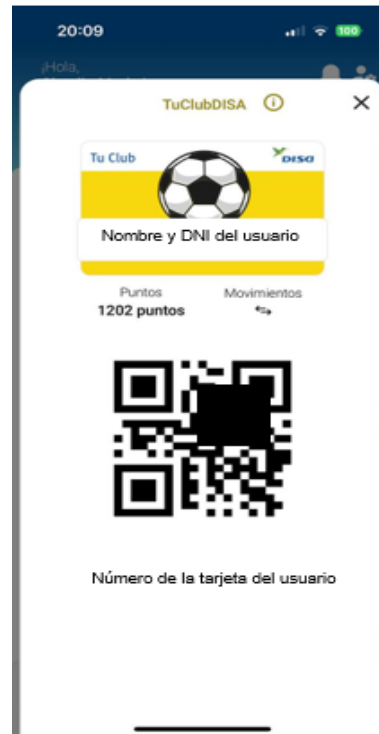 20:09
100
¡Hola,
TuClubDISA
Tu Club
DISA
Nombre y DNI del usuario
Puntos
Movimientos
1202 puntos
Número de la tarjeta del usuario